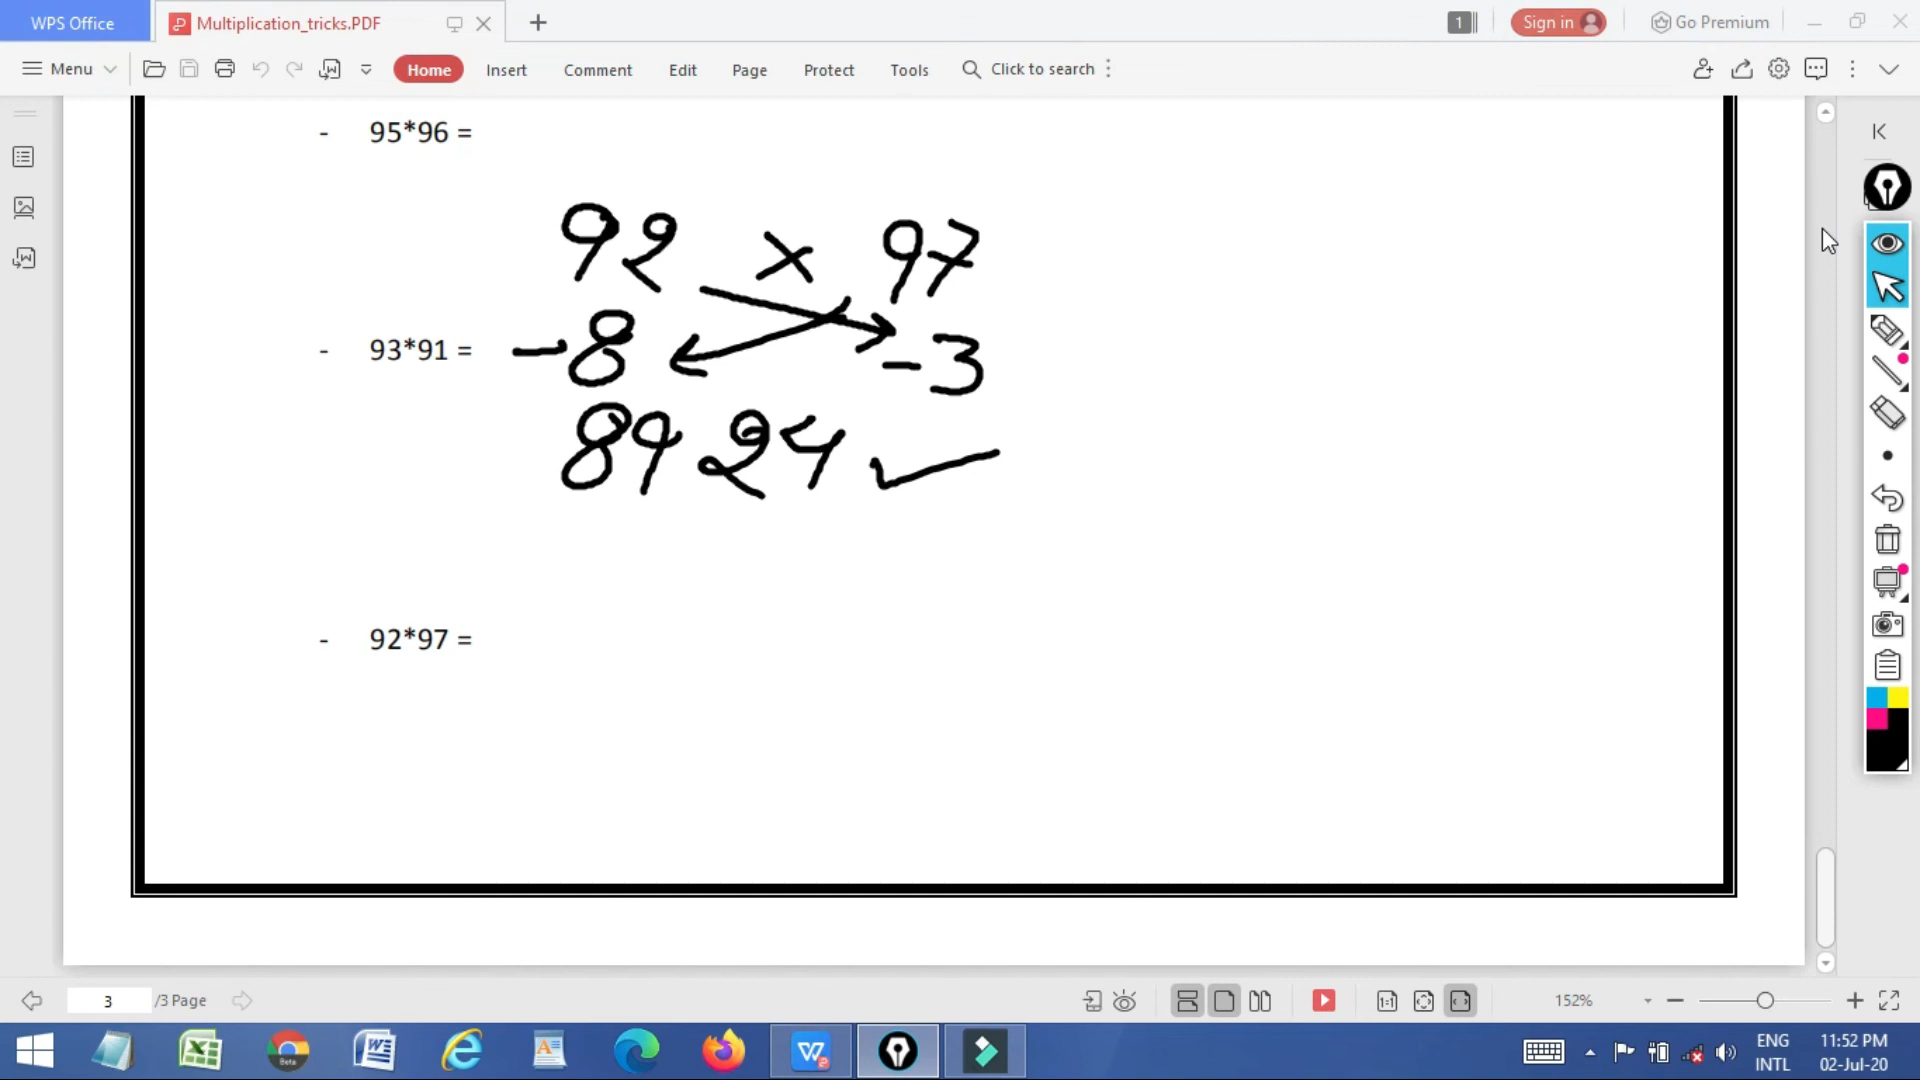 WPS Office Multiplication_tricks.PDF 1 Sign in Go Premium
Menu Home Insert Comment Edit Page Protect Tools Click to search
- 95*96 =
92 × 97
- 93*91 = -8 -3
8924
- 92*97 =
3 /3 Page 152%
ENG 11:52 PM
INTL 02-Jul-20